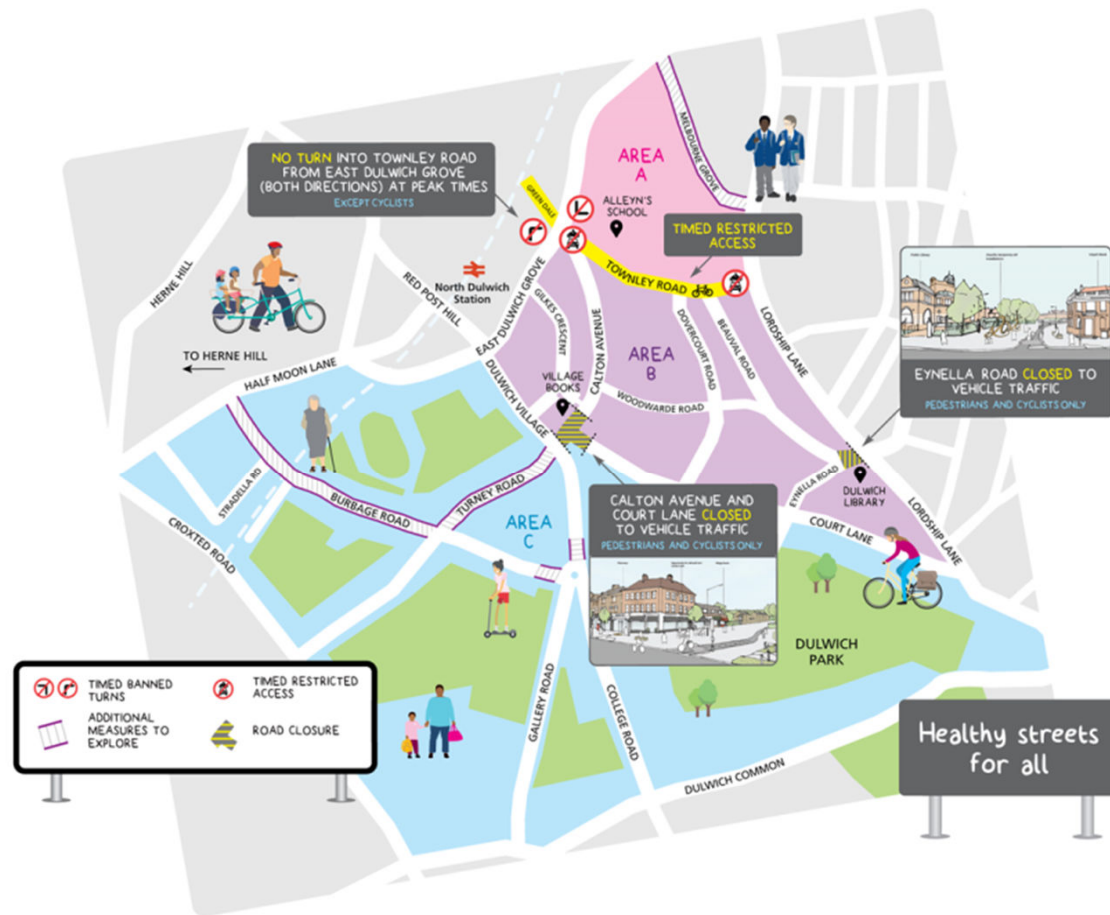 AREA
A
MELBOURNE GROVE
NO TURN INTO TOWNLEY ROAD
FROM EAST DULWICH GROVE
(BOTH DIRECTIONS) AT PEAK TIMES
EXCEPT CYCLISTS
GREEN DALE
ALLEYN'S
SCHOOL
TIMED RESTRICTED
ACCESS
HERNE HILL
North Dulwich
Station
RED POST HILL
EAST DULWICH GROVE
TOWNLEY ROAD
GILKES CRESCENT
CALTON AVENUE
DOVERCOURT ROAD
BEAUVAL ROAD
LORDSHIP LANE
AREA
B
TO HERNE HILL
HALF MOON LANE
DULWICH VILLAGE
VILLAGE
BOOKS
WOODWARDE ROAD
EYNELLA ROAD CLOSED TO
VEHICLE TRAFFIC
PEDESTRIANS AND CYCLISTS ONLY
STRADELLA RD
BURBAGE ROAD
TURNEY ROAD
CROXTED ROAD
AREA
C
CALTON AVENUE AND
COURT LANE CLOSED
TO VEHICLE TRAFFIC
PEDESTRIANS AND CYCLISTS ONLY
EYNELLA ROAD
DULWICH
LIBRARY
COURT LANE
LORDSHIP LANE
DULWICH
PARK
GALLERY ROAD
COLLEGE ROAD
DULWICH COMMON
TIMED BANNED
TURNS
TIMED RESTRICTED
ACCESS
ADDITIONAL
MEASURES TO
EXPLORE
ROAD CLOSURE
Healthy streets
for all